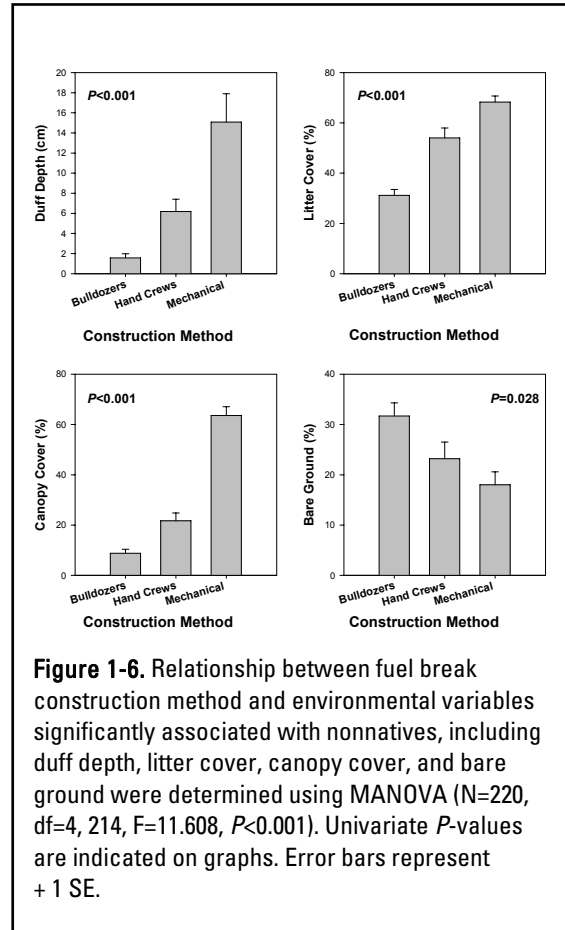 20
18
16
14
12
10
8
6
4
2
0
Duff Depth (cm)
P<0.001
Bulldozers
Hand Crews
Mechanical
Construction Method
80
60
40
20
0
Litter Cover (%)
P<0.001
Bulldozers
Hand Crews
Mechanical
Construction Method
80
60
40
20
0
Canopy Cover (%)
P<0.001
Bulldozers
Hand Crews
Mechanical
Construction Method
40
30
20
10
0
Bare Ground (%)
P=0.028
Bulldozers
Hand Crews
Mechanical
Construction Method
Figure 1-6. Relationship between fuel break
construction method and environmental variables
significantly associated with nonnatives, including
duff depth, litter cover, canopy cover, and bare
ground were determined using MANOVA (N=220,
df=4, 214, F=11.608, P<0.001). Univariate P-values
are indicated on graphs. Error bars represent
+ 1 SE.